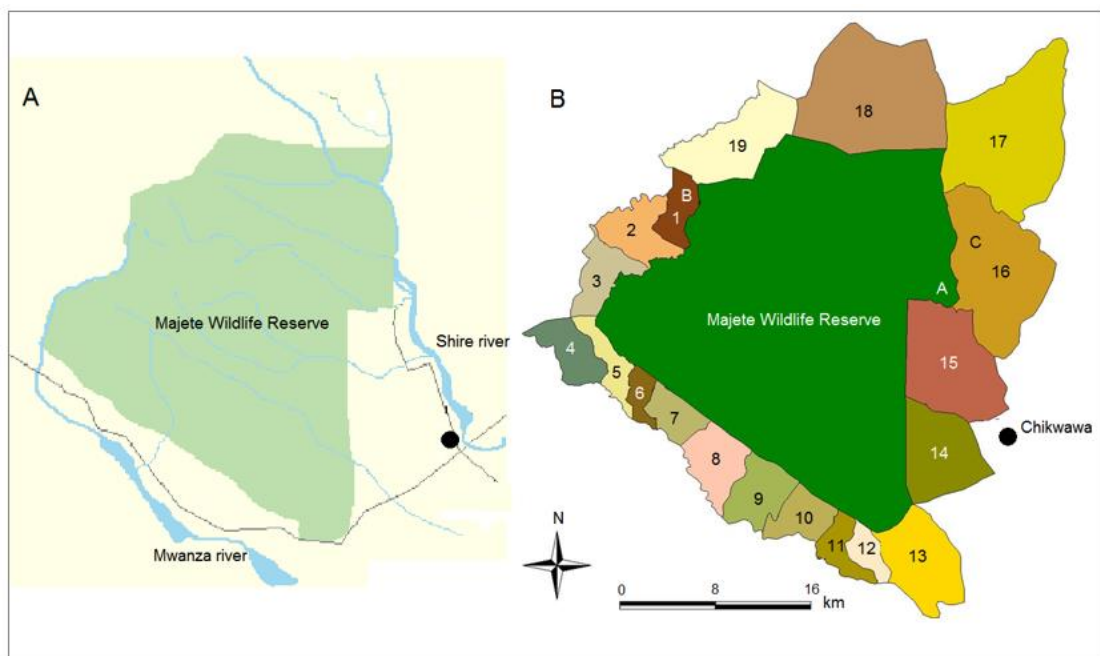 A
Majete Wildlife Reserve
Shire river
Mwanza river
B
18
17
19
B
1
2
C
16
3
A
Majete Wildlife Reserve
4
5
15
6
7
Chikwawa
8
14
9
10
11
12
13
N
0 8 16
km